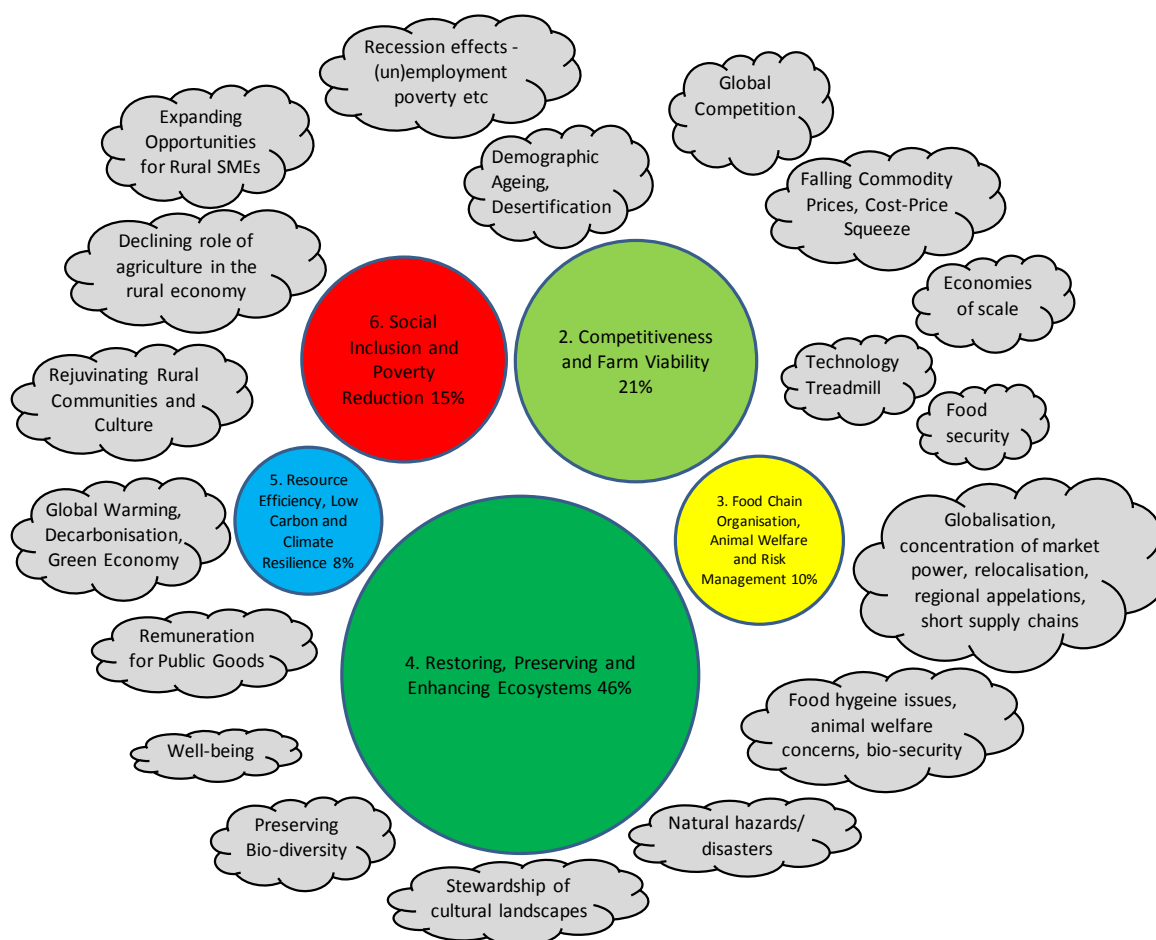 Recession effects -
(un)employment
poverty etc
Global
Competition
Expanding
Opportunities
for Rural SMEs
Demographic
Ageing,
Desertification
Falling Commodity
Prices, Cost-Price
Squeeze
Declining role of
agriculture in the
rural economy
Economies
of scale
6. Social
Inclusion and
Poverty
Reduction 15%
2. Competitiveness
and Farm Viability
21%
Technology
Treadmill
Rejuvinating Rural
Communities and
Culture
Food
security
5. Resource
Efficiency, Low
Carbon and
Climate
Resilience 8%
3. Food Chain
Organisation,
Animal Welfare
and Risk
Management 10%
Global Warming,
Decarbonisation,
Green Economy
Globalisation,
concentration of market
power, relocalisation,
regional appelations,
short supply chains
Remuneration
for Public Goods
4. Restoring, Preserving and
Enhancing Ecosystems 46%
Food hygeine issues,
animal welfare
concerns, bio-security
Well-being
Preserving
Bio-diversity
Natural hazards/
disasters
Stewardship of
cultural landscapes